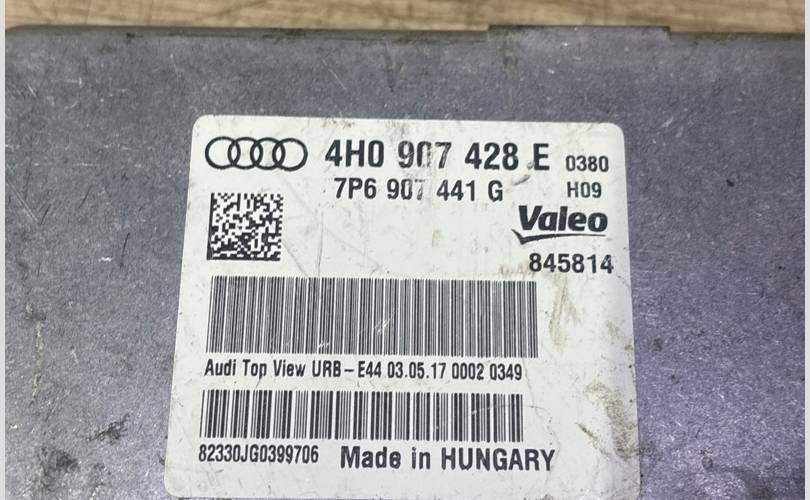 4H0 907 428 E 0380
7P6 907 441 G H09
Valeo
845814
Audi Top View URB-E44 03.05.17 0002 0349
82330JG0399706 Made in HUNGARY